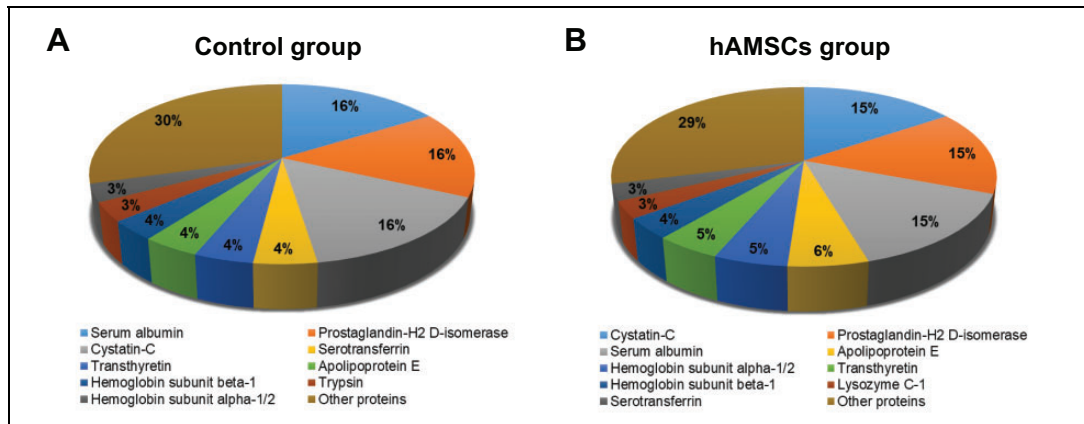 A
Control group
16%
16%
16%
4%
4%
4%
4%
3%
3%
30%
Serum albumin
Prostaglandin-H2 D-isomerase
Cystatin-C
Serotransferrin
Transthyretin
Apolipoprotein E
Hemoglobin subunit beta-1
Trypsin
Hemoglobin subunit alpha-1/2
Other proteins
B
hAMSCs group
15%
15%
15%
6%
5%
5%
4%
3%
3%
29%
Cystatin-C
Prostaglandin-H2 D-isomerase
Serum albumin
Apolipoprotein E
Hemoglobin subunit alpha-1/2
Transthyretin
Hemoglobin subunit beta-1
Lysozyme C-1
Serotransferrin
Other proteins